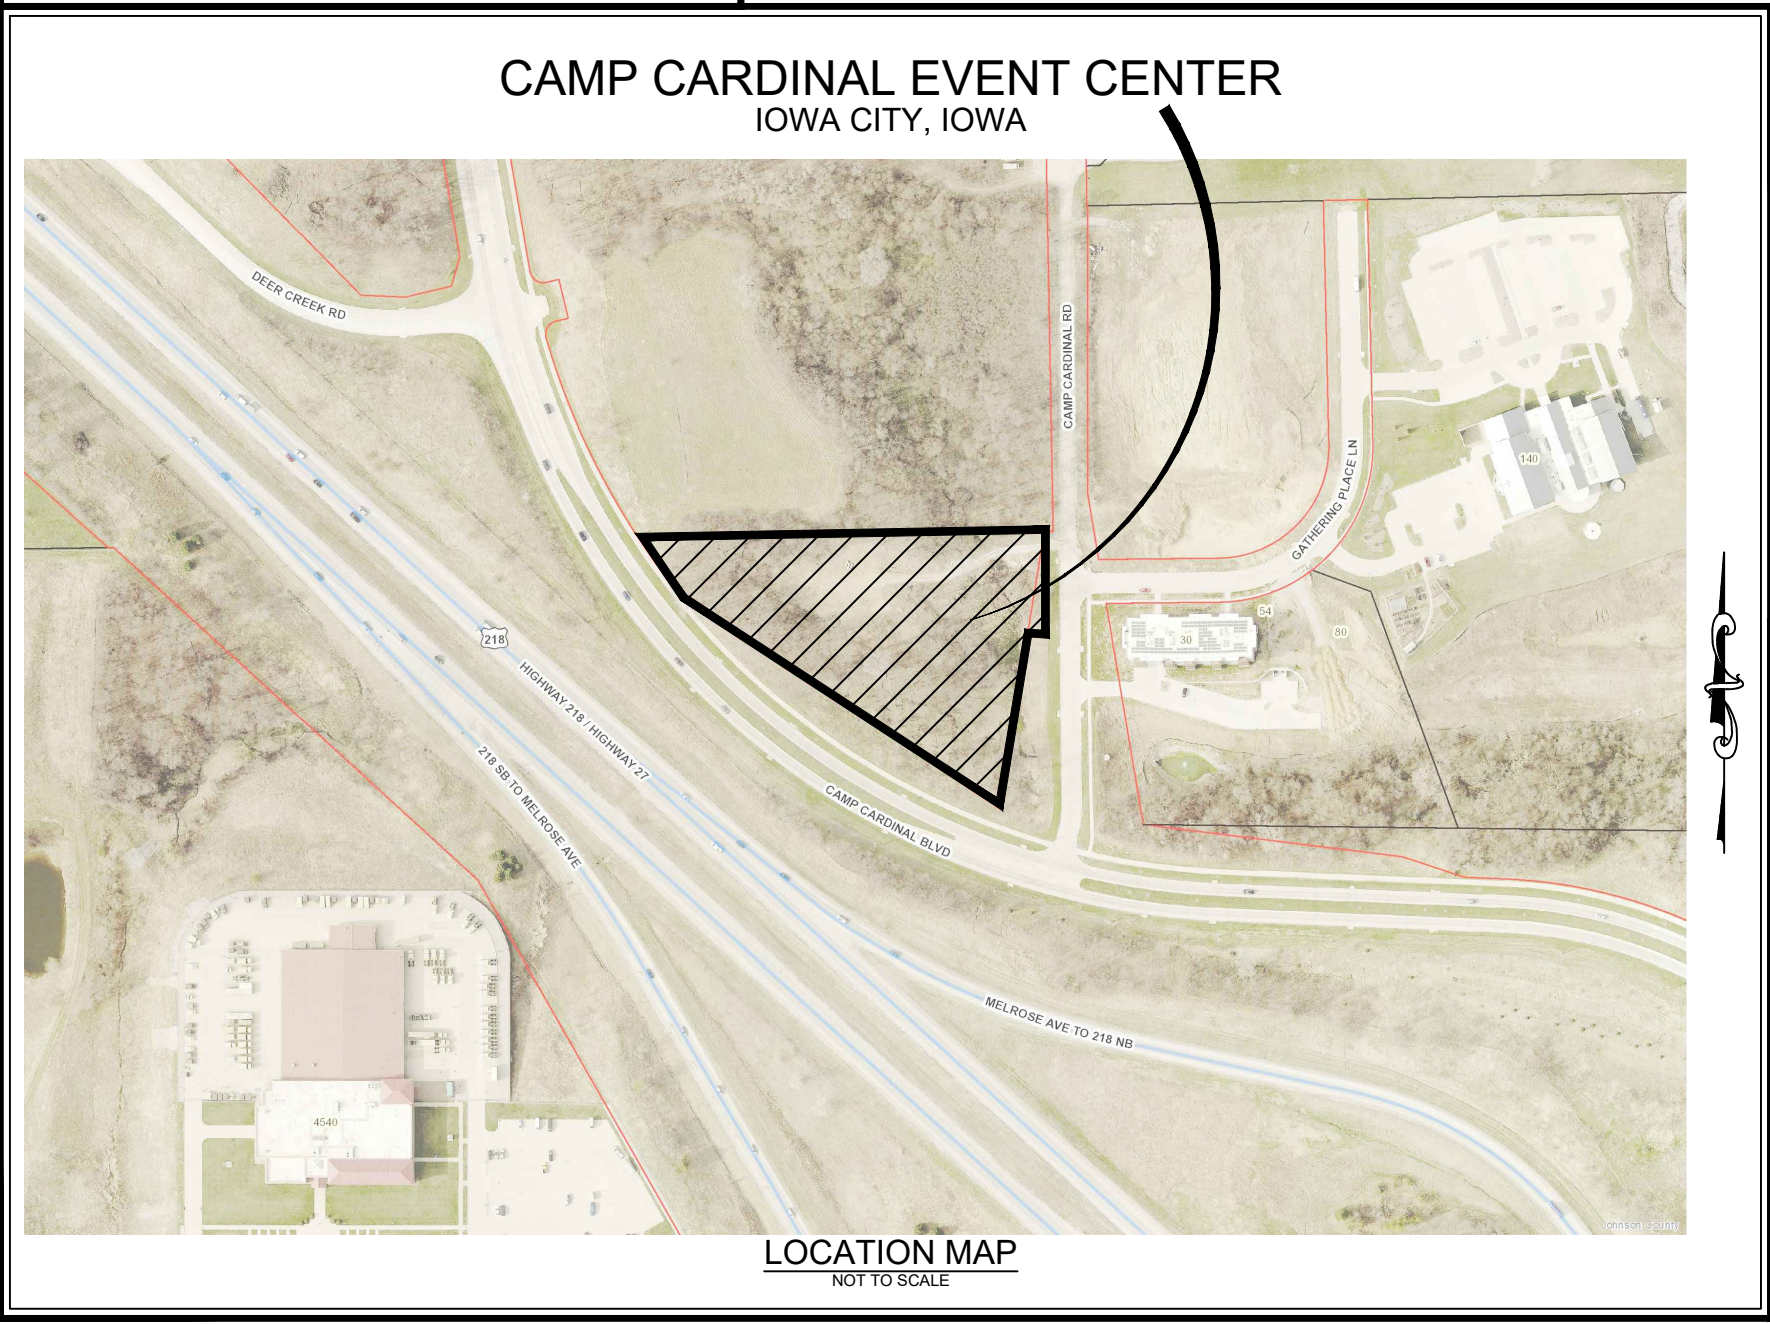 CAMP CARDINAL EVENT CENTER
IOWA CITY, IOWA
DEER CREEK RD
CAMP CARDINAL RD
GATHERING PLACE LN
140
54
30
80
218
HIGHWAY 218 / HIGHWAY 27
218 SB TO MELROSE AVE
CAMP CARDINAL BLVD
MELROSE AVE TO 218 NB
4540
Johnson County
LOCATION MAP
NOT TO SCALE